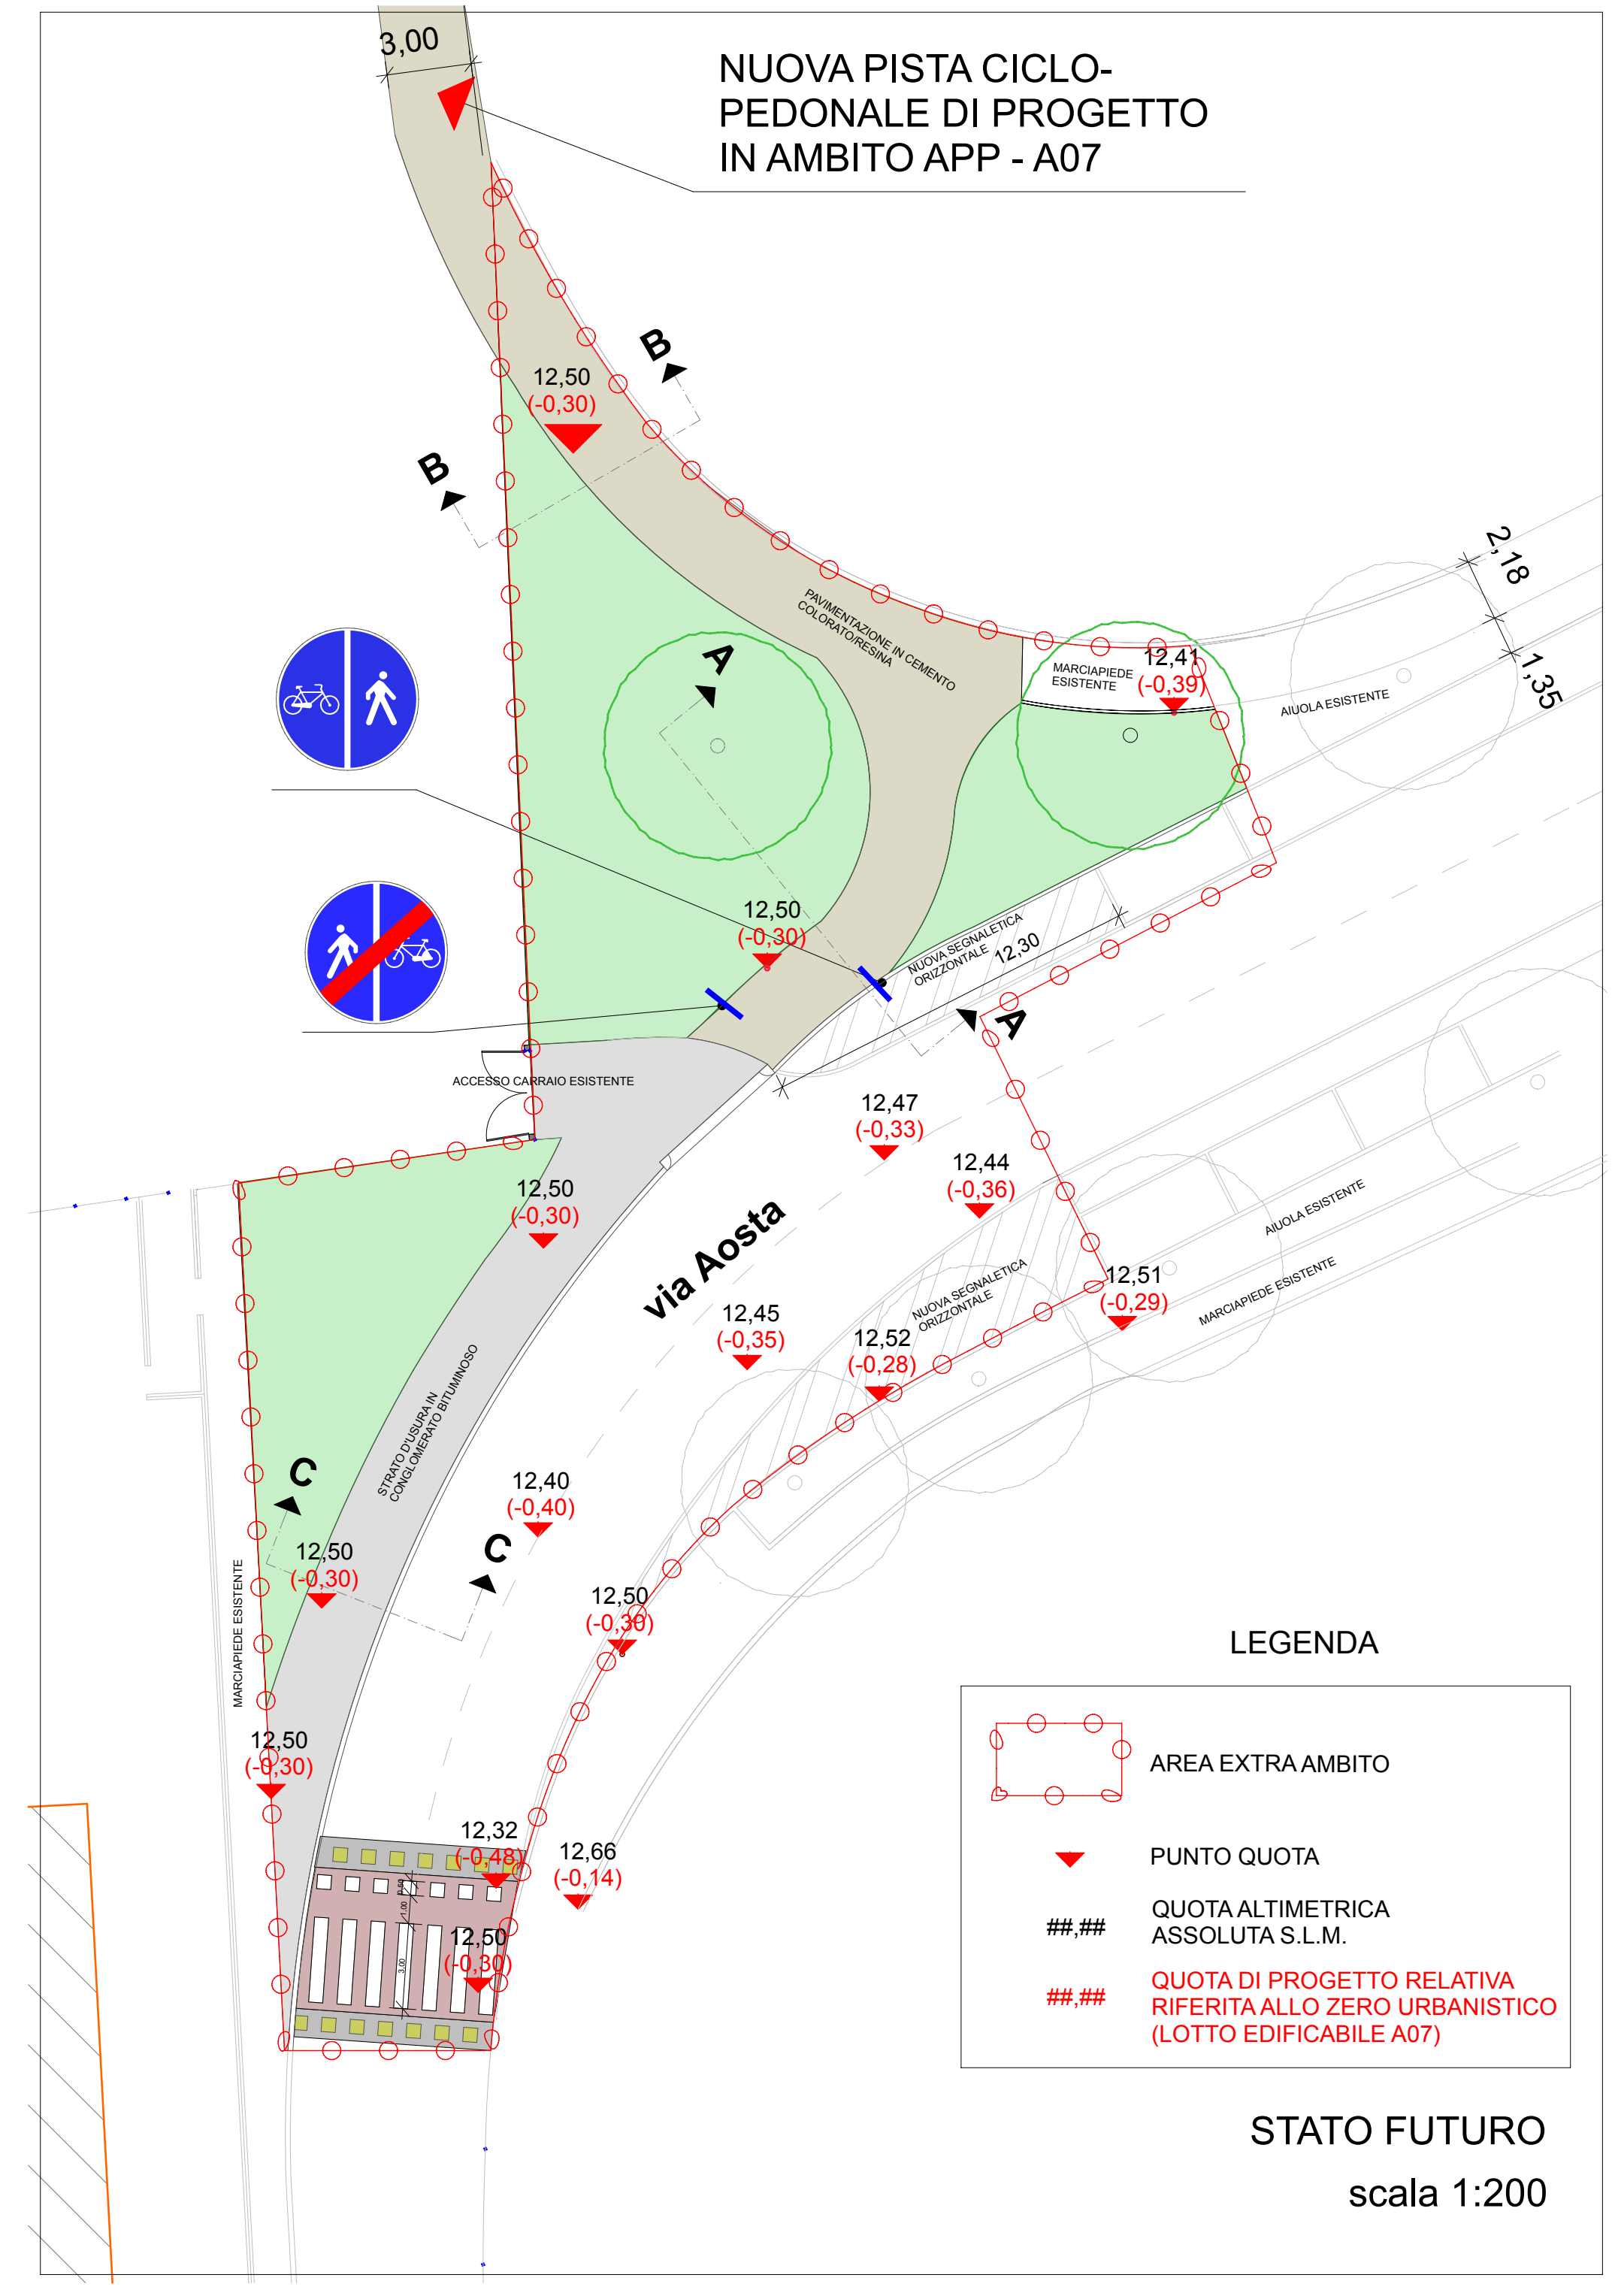 3,00
NUOVA PISTA CICLO-
PEDONALE DI PROGETTO
IN AMBITO APP - A07
B
12,50
(-0,30)
B
2,18
1,35
PAVIMENTAZIONE IN CEMENTO
COLORATO/RESINA
A
MARCIAPIEDE
ESISTENTE
12,41
(-0,39)
AIUOLA ESISTENTE
12,50
(-0,30)
NUOVA SEGNALETICA
ORIZZONTALE
12,30
A
ACCESSO CARRAIO ESISTENTE
12,47
(-0,33)
12,44
(-0,36)
12,50
(-0,30)
via Aosta
AIUOLA ESISTENTE
MARCIAPIEDE ESISTENTE
NUOVA SEGNALETICA
ORIZZONTALE
12,51
(-0,29)
12,45
(-0,35)
12,52
(-0,28)
STRATO D'USURA IN
CONGLOMERATO BITUMINOSO
C
12,40
(-0,40)
C
12,50
(-0,30)
MARCIAPIEDE ESISTENTE
12,50
(-0,30)
12,50
(-0,30)
12,32
(-0,48)
12,66
(-0,14)
0,50
1,00
3,00
12,50
(-0,30)
LEGENDA
AREA EXTRA AMBITO
PUNTO QUOTA
##,##
QUOTA ALTIMETRICA
ASSOLUTA S.L.M.
##,##
QUOTA DI PROGETTO RELATIVA
RIFERITA ALLO ZERO URBANISTICO
(LOTTO EDIFICABILE A07)
STATO FUTURO
scala 1:200